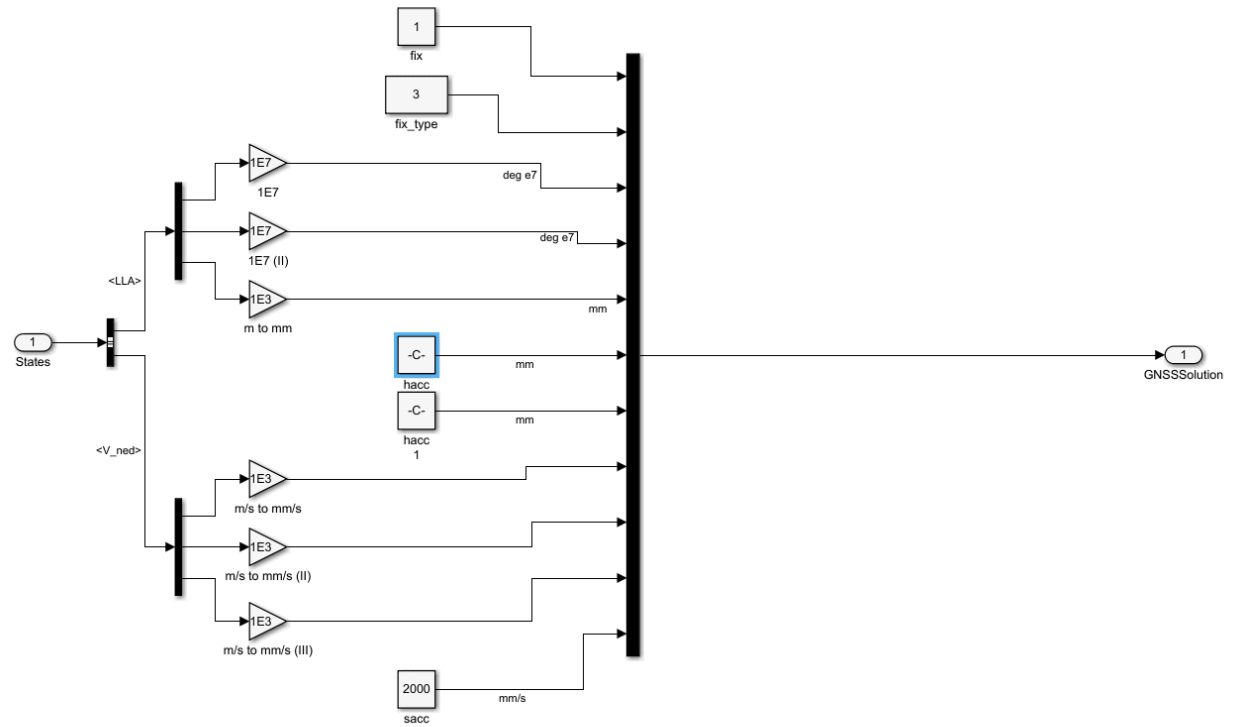 1
fix
3
fix_type
1E7
1E7
deg e7
1E7
1E7 (II)
deg e7
<LLA>
1E3
m to mm
mm
1
States
-C-
hacc
mm
1
GNSSSolution
-C-
hacc
1
mm
<V_ned>
1E3
m/s to mm/s
1E3
m/s to mm/s (II)
1E3
m/s to mm/s (III)
2000
sacc
mm/s